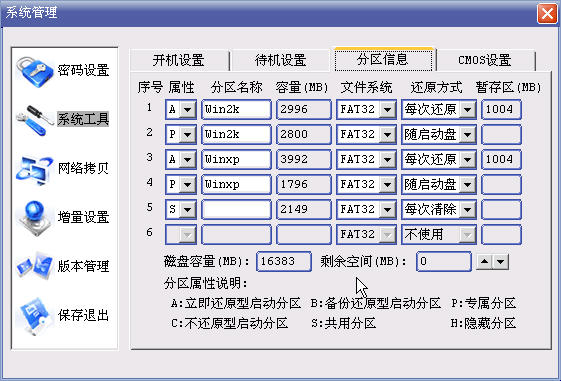 系统管理
密码设置
系统工具
网络拷贝
增量设置
版本管理
保存退出
开机设置 待机设置 分区信息 CMOS设置
序号 属性 分区名称 容量(MB) 文件系统 还原方式 暂存区(MB)
1 A Win2k 2996 FAT32 每次还原 1004
2 P Win2k 2800 FAT32 随启动盘
3 A Winxp 3992 FAT32 每次还原 1004
4 P Winxp 1796 FAT32 随启动盘
5 S 2149 FAT32 每次清除
6 FAT32 不使用
磁盘容量(MB): 16383 剩余空间(MB): 0
分区属性说明:
A:立即还原型启动分区 B:备份还原型启动分区 P:专属分区
C:不还原型启动分区 S:共用分区 H:隐藏分区